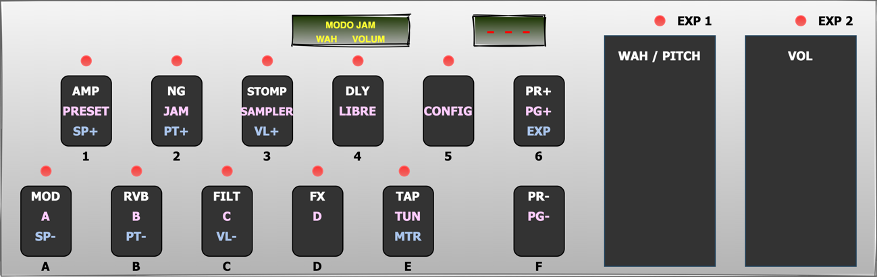 MODO JAM
WAH VOLUM
- - -
EXP 1
EXP 2
WAH / PITCH
VOL
AMP
PRESET
SP+
1
NG
JAM
PT+
2
STOMP
SAMPLER
VL+
3
DLY
LIBRE
4
CONFIG
5
PR+
PG+
EXP
6
MOD
A
SP-
A
RVB
B
PT-
B
FILT
C
VL-
C
FX
D
D
TAP
TUN
MTR
E
PR-
PG-
F